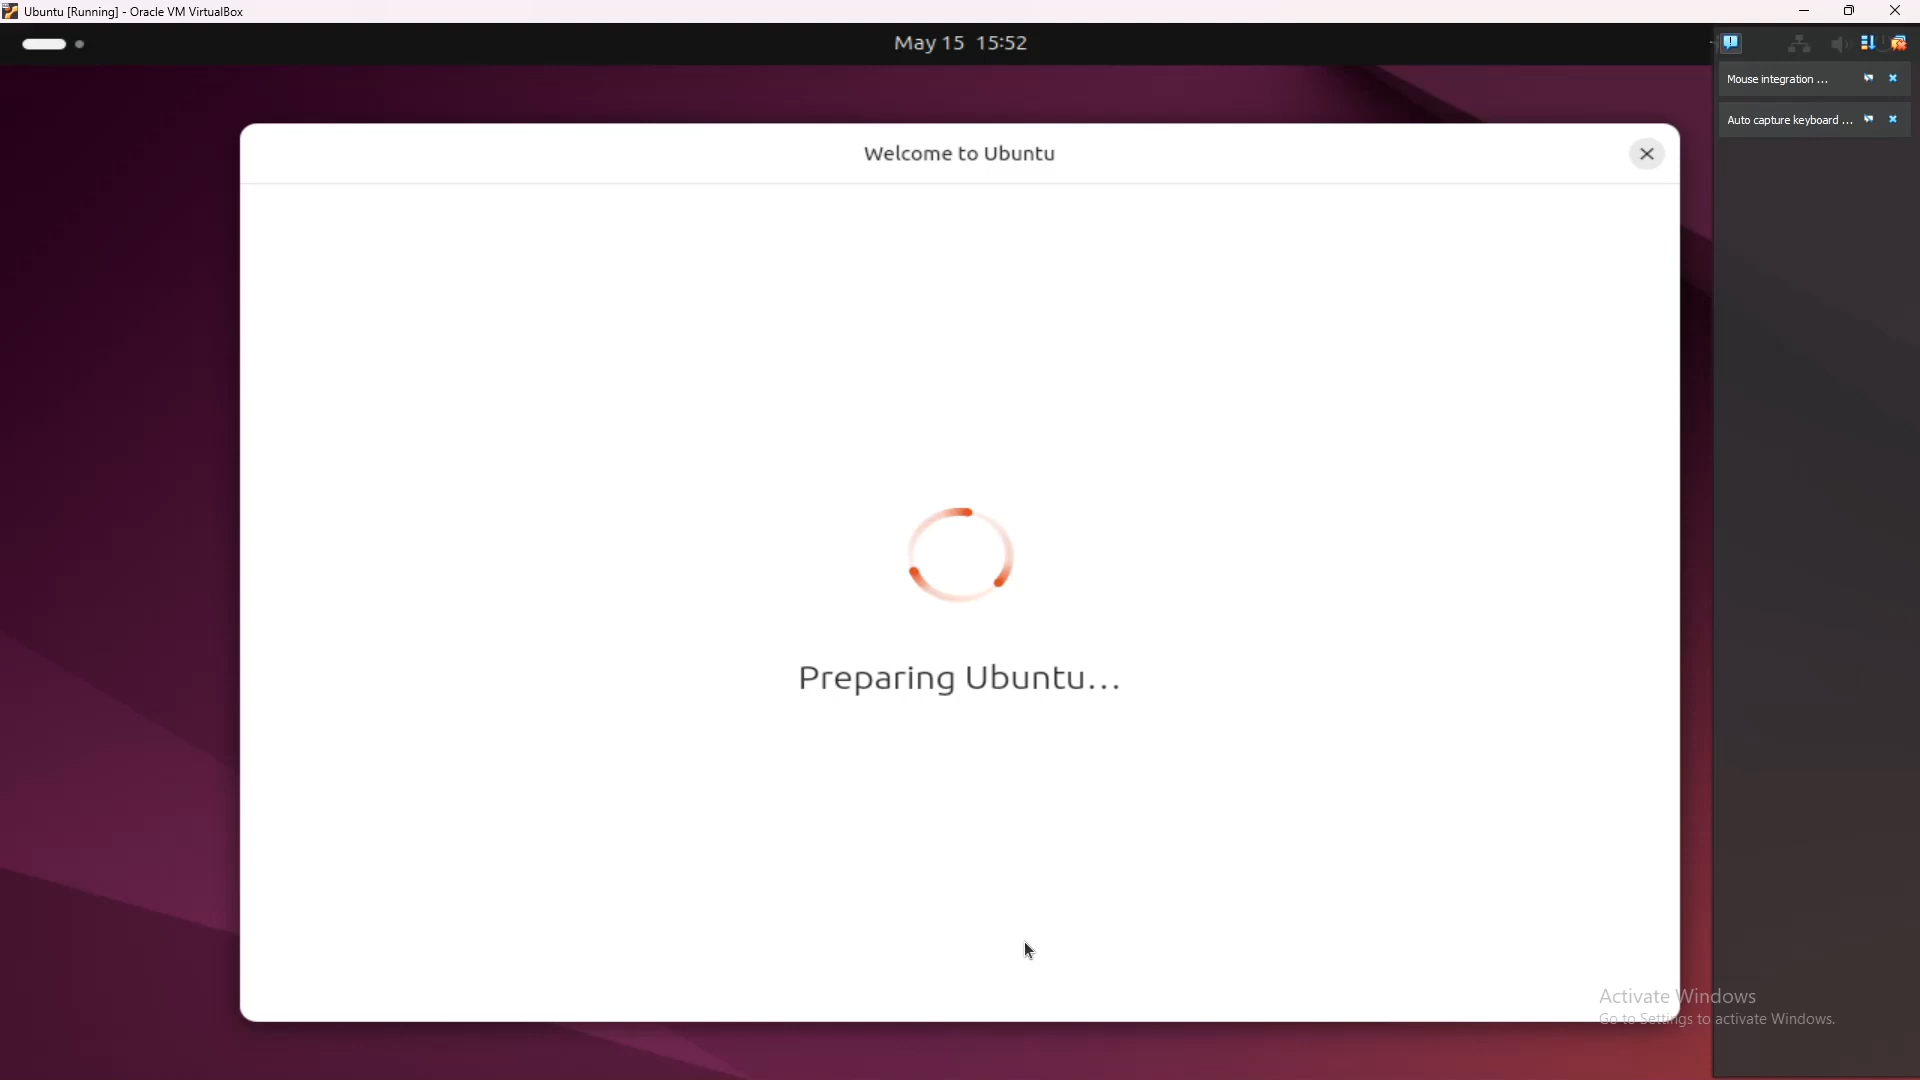 Ubuntu [Running] - Oracle VM VirtualBox
May 15 15:52
Mouse integration ...
Auto capture keyboard ...
Welcome to Ubuntu
Preparing Ubuntu...
Activate Windows
Go to Settings to activate Windows.